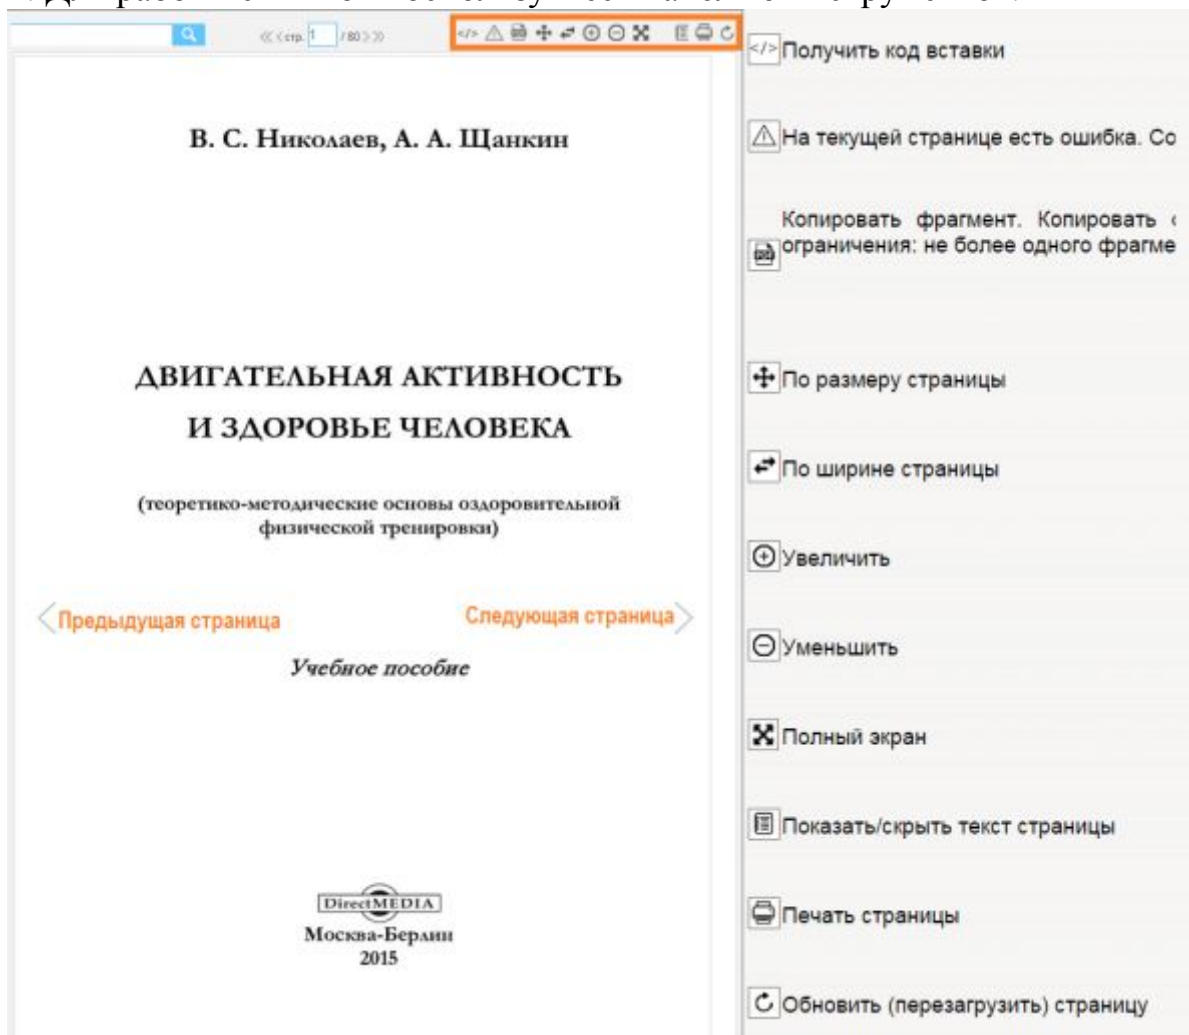 стр. 1 / 80
В. С. Николаев, А. А. Щанкин
ДВИГАТЕЛЬНАЯ АКТИВНОСТЬ
И ЗДОРОВЬЕ ЧЕЛОВЕКА
(теоретико-методические основы оздоровительной
физической тренировки)
Предыдущая страница
Следующая страница
Учебное пособие
DirectMEDIA
Москва-Берлин
2015
</> Получить код вставки
На текущей странице есть ошибка. Со
Копировать фрагмент. Копировать
ограничения: не более одного фрагме
По размеру страницы
По ширине страницы
Увеличить
Уменьшить
Полный экран
Показать/скрыть текст страницы
Печать страницы
Обновить (перезагрузить) страницу